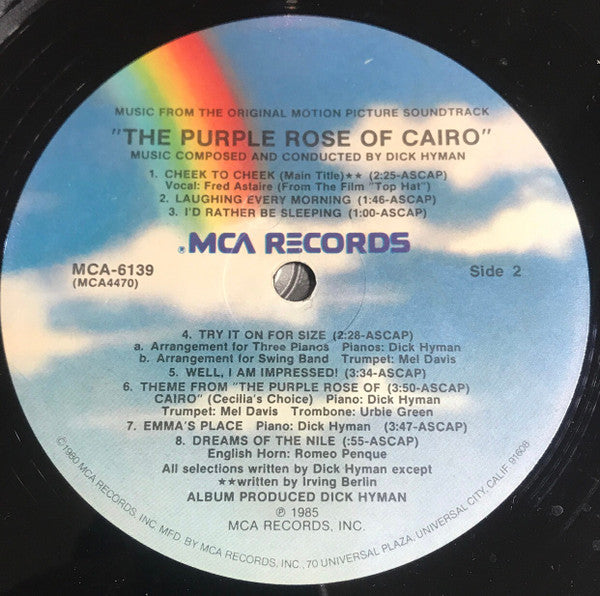 MUSIC FROM THE ORIGINAL MOTION PICTURE SOUNDTRACK
"THE PURPLE ROSE OF CAIRO"
MUSIC COMPOSED AND CONDUCTED BY DICK HYMAN
1. CHEEK TO CHEEK (Main Title)★★ (2:25-ASCAP)
Vocal: Fred Astaire (From The Film "Top Hat")
2. LAUGHING EVERY MORNING (1:46-ASCAP)
3. I'D RATHER BE SLEEPING (1:00-ASCAP)
®MCA RECORDS
MCA-6139
(MCA4470)
Side 2
4. TRY IT ON FOR SIZE (2:28-ASCAP)
a. Arrangement for Three Pianos Pianos: Dick Hyman
b. Arrangement for Swing Band Trumpet: Mel Davis
5. WELL, I AM IMPRESSED! (3:34-ASCAP)
6. THEME FROM "THE PURPLE ROSE OF (3:50-ASCAP)
CAIRO" (Cecilia's Choice) Piano: Dick Hyman
Trumpet: Mel Davis Trombone: Urbie Green
7. EMMA'S PLACE Piano: Dick Hyman (3:47-ASCAP)
8. DREAMS OF THE NILE (:55-ASCAP)
English Horn: Romeo Penque
All selections written by Dick Hyman except
★★written by Irving Berlin
ALBUM PRODUCED DICK HYMAN
℗ 1985
MCA RECORDS, INC.
©1980 MCA RECORDS, INC. MFD. BY MCA RECORDS, INC., 70 UNIVERSAL PLAZA, UNIVERSAL CITY, CALIF. 91608